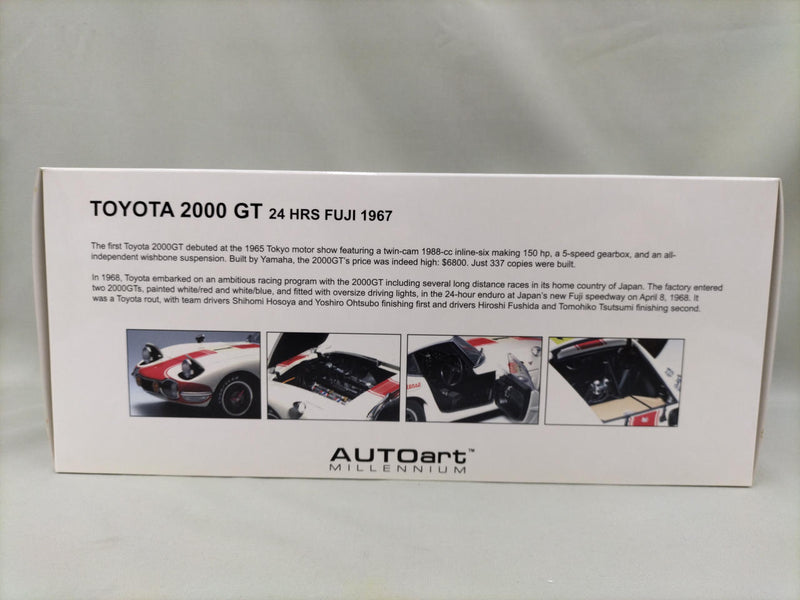 TOYOTA 2000 GT 24 HRS FUJI 1967
The first Toyota 2000GT debuted at the 1965 Tokyo motor show featuring a twin-cam 1988-cc inline-six making 150 hp, a 5-speed gearbox, and an all-
independent wishbone suspension. Built by Yamaha, the 2000GT's price was indeed high: $6800. Just 337 copies were built.
In 1968, Toyota embarked on an ambitious racing program with the 2000GT including several long distance races in its home country of Japan. The factory entered
two 2000GTs, painted white/red and white/blue, and fitted with oversize driving lights, in the 24-hour enduro at Japan's new Fuji speedway on April 8, 1968. It
was a Toyota rout, with team drivers Shihomi Hosoya and Yoshiro Ohtsubo finishing first and drivers Hiroshi Fushida and Tomohiko Tsutsumi finishing second.
AUTOart™
MILLENNIUM